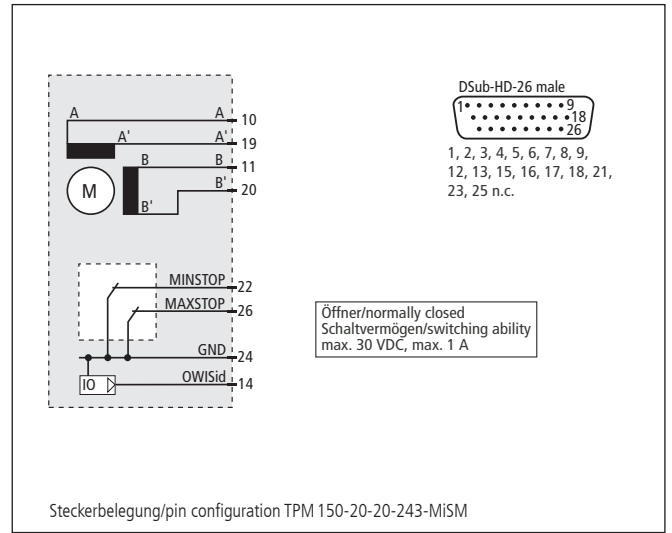 DSub-HD-26 male
1 9
18
26
1, 2, 3, 4, 5, 6, 7, 8, 9,
12, 13, 15, 16, 17, 18, 21,
23, 25 n.c.
A A 10
A' A' 19
B B 11
M B' 20
B'
MINSTOP 22
MAXSTOP 26
GND 24
IO OWISid 14
Öffner/normally closed
Schaltvermögen/switching ability
max. 30 VDC, max. 1 A
Steckerbelegung/pin configuration TPM 150-20-20-243-MiSM